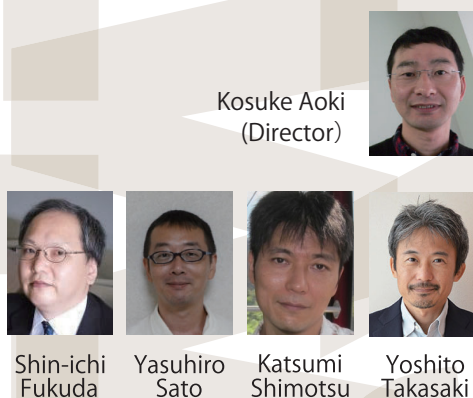 Kosuke Aoki
(Director）
Shin-ichi
Fukuda
Yasuhiro
Sato
Katsumi
Shimotsu
Yoshito
Takasaki